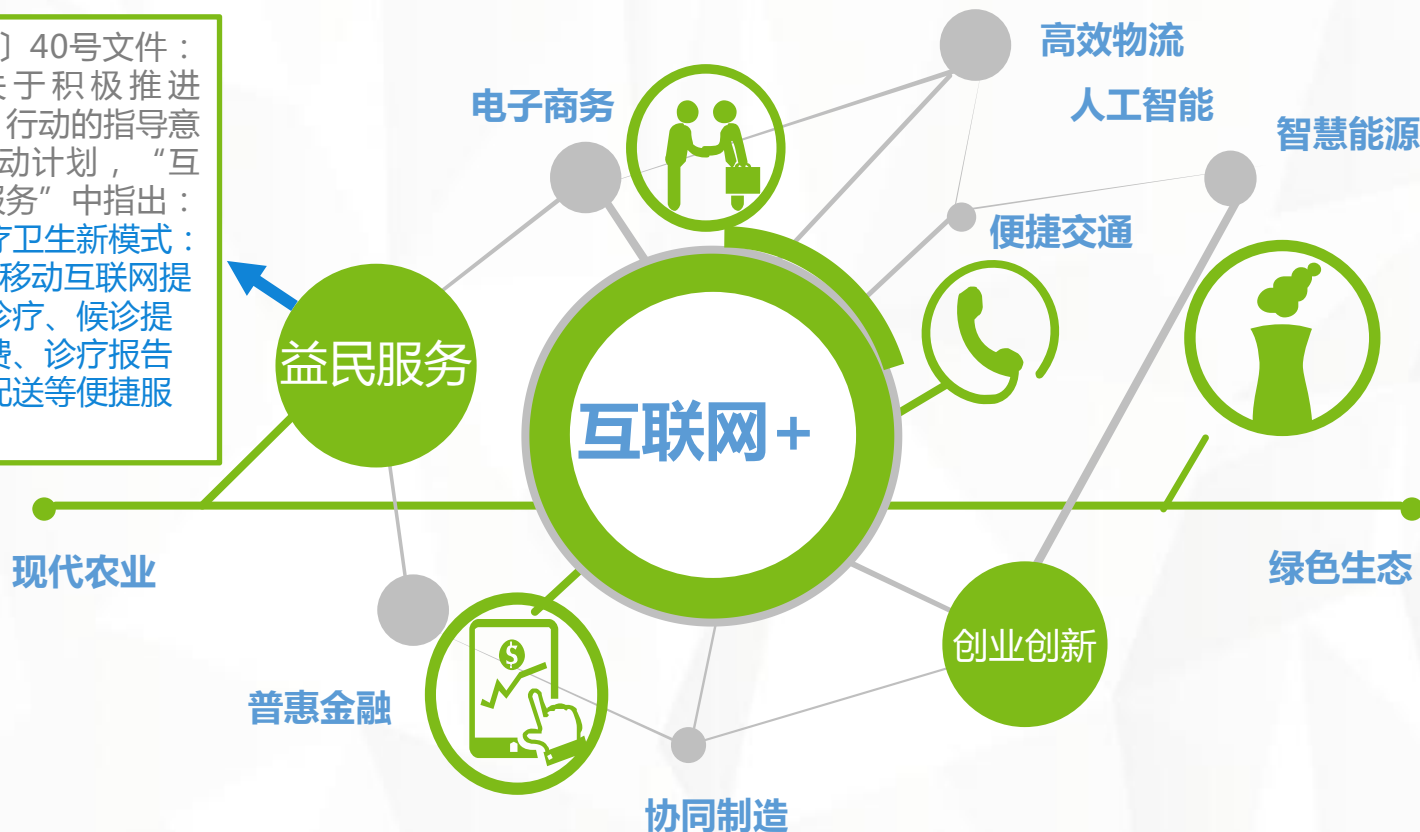 〕40号文件：
关于积极推进
行动的指导意
动计划，“互
服务”中指出：
疗卫生新模式：
移动互联网提
诊疗、候诊提
费、诊疗报告
配送等便捷服
高效物流
电子商务
人工智能
智慧能源
便捷交通
益民服务
互联网+
现代农业
绿色生态
创业创新
普惠金融
协同制造
$